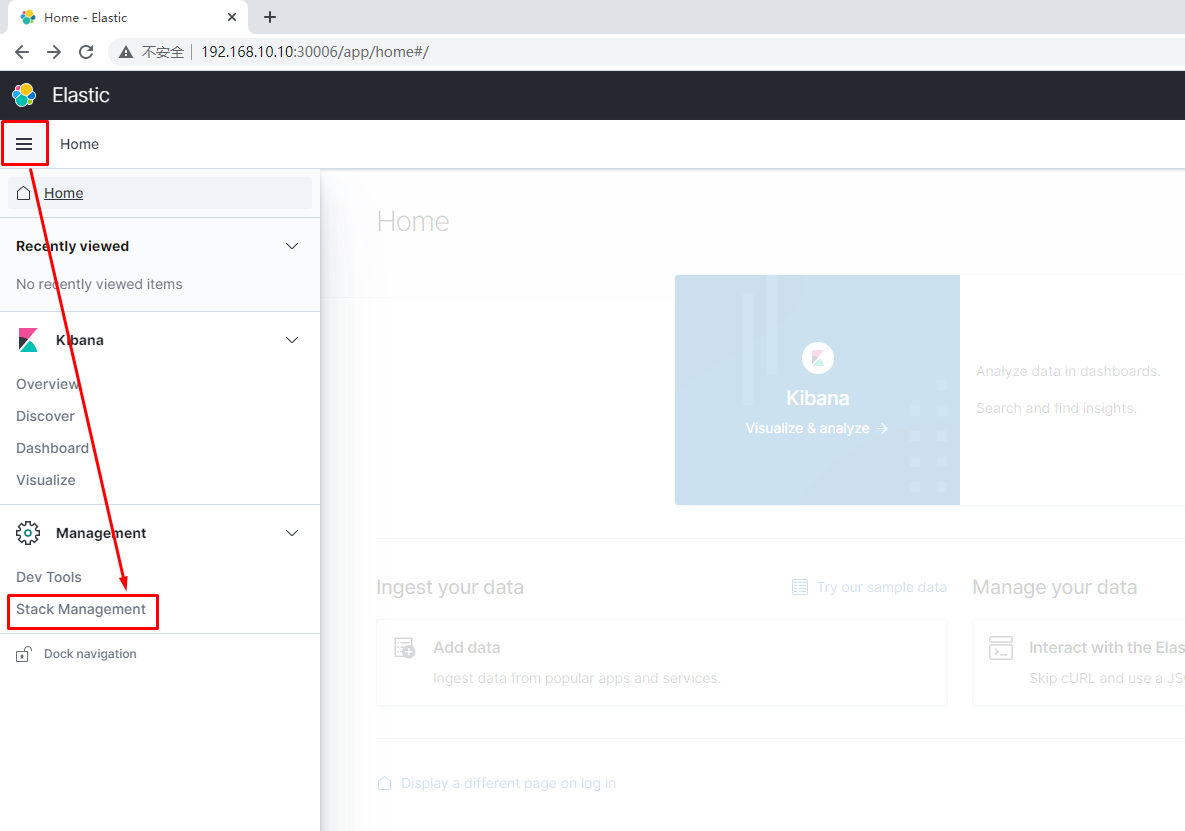 Home - Elastic
不安全 192.168.10.10:30006/app/home#/
Elastic
Home
Home
Recently viewed
No recently viewed items
Kibana
Overview
Discover
Dashboard
Visualize
Management
Dev Tools
Stack Management
Dock navigation
Home
Kibana
Visualize & analyze →
Analyze data in dashboards.
Search and find insights.
Ingest your data
Try our sample data
Add data
Ingest data from popular apps and services.
Manage your data
Interact with the Elas
Skip cURL and use a JS
Display a different page on log in